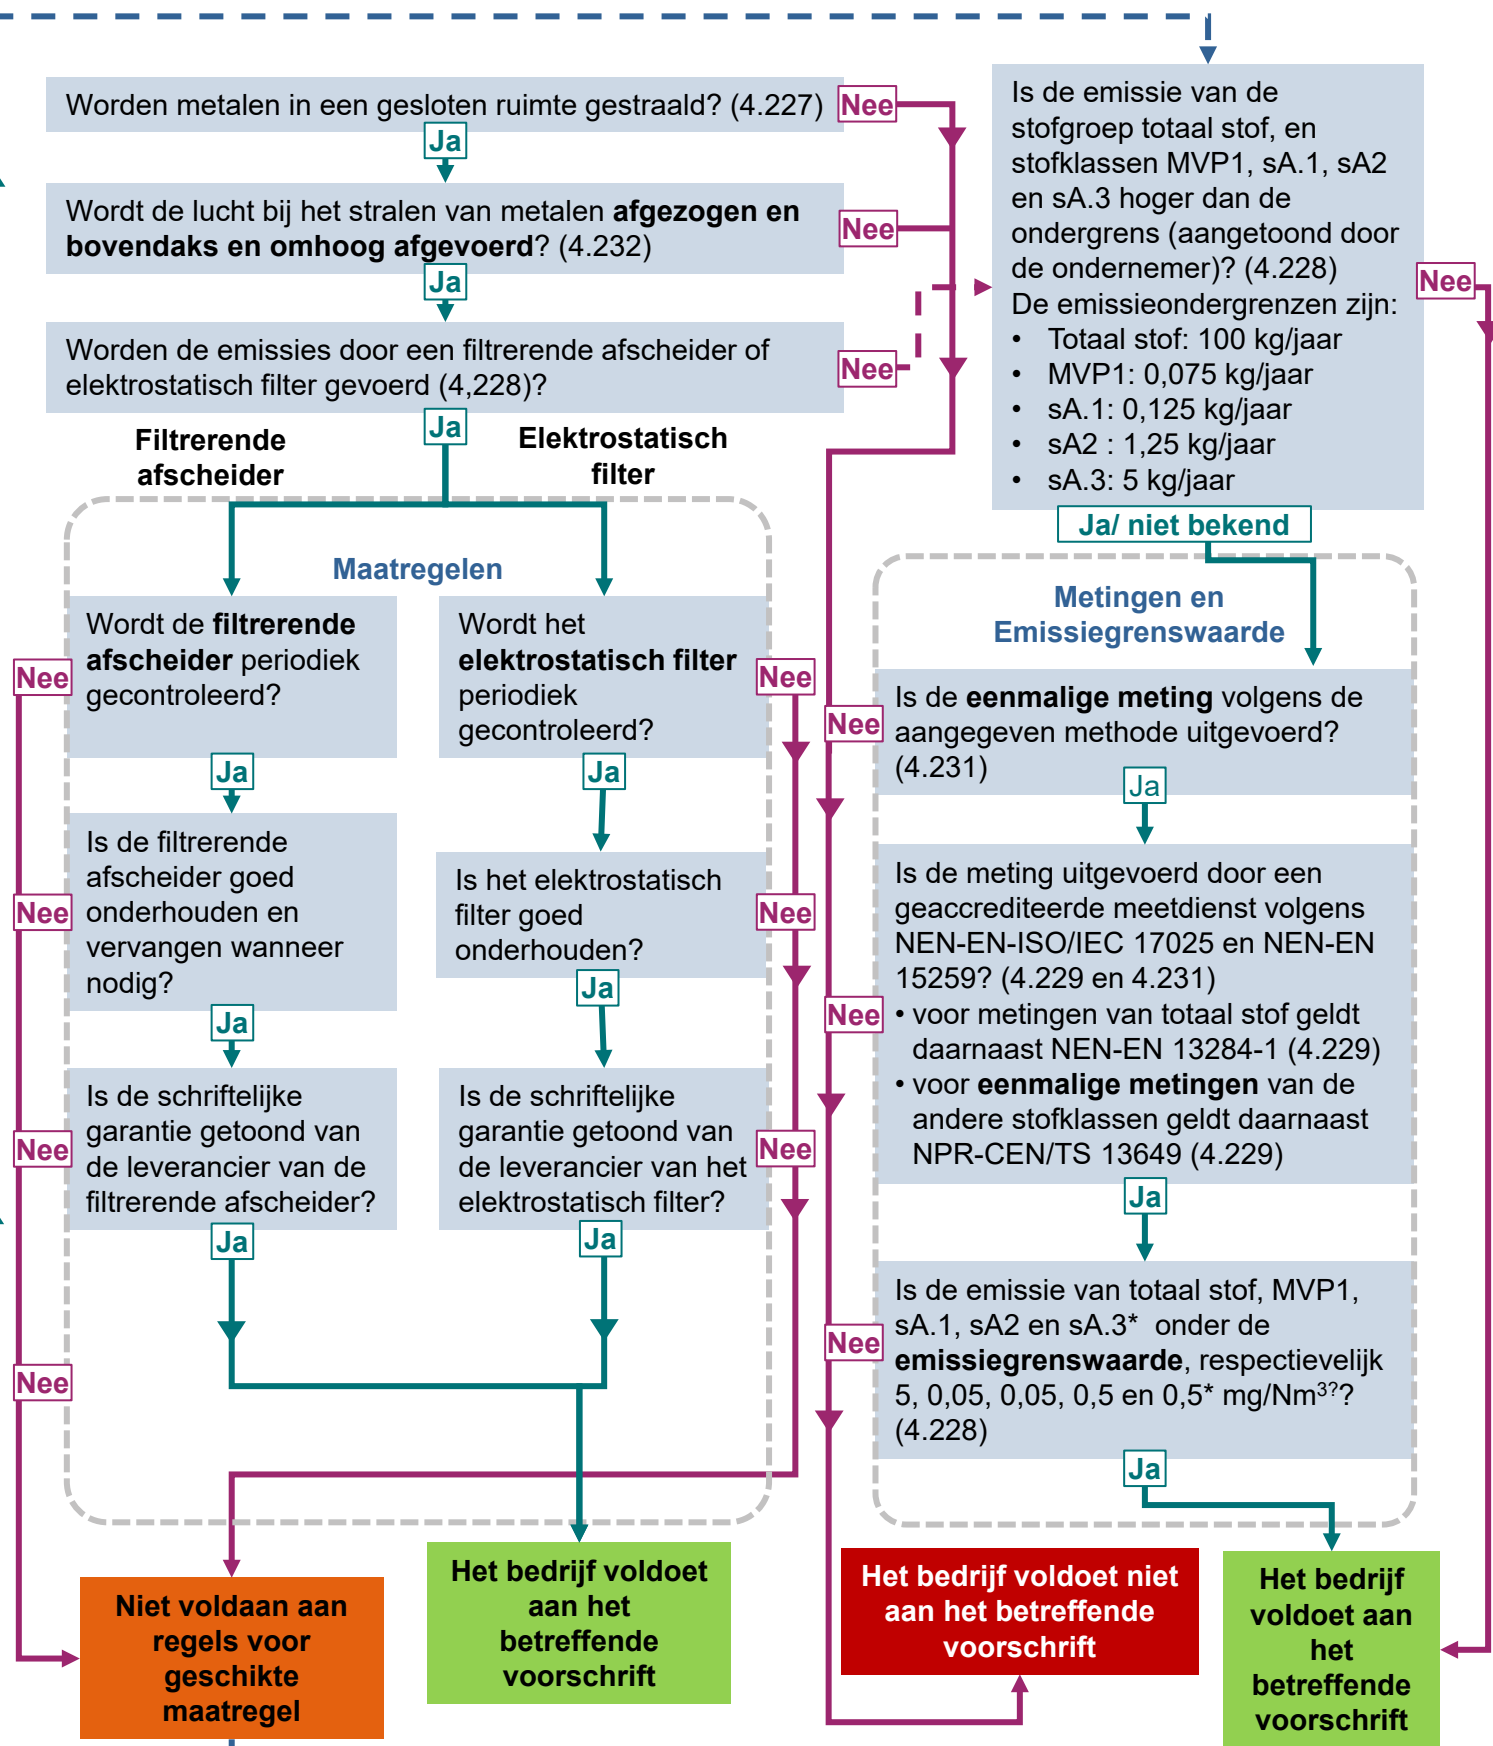 Worden metalen in een gesloten ruimte gestraald? (4.227)
Nee
Ja
Wordt de lucht bij het stralen van metalen afgezogen en
bovendaks en omhoog afgevoerd? (4.232)
Nee
Ja
Worden de emissies door een filtrerende afscheider of
elektrostatisch filter gevoerd (4,228)?
Nee
Ja
Filtrerende
afscheider
Elektrostatisch
filter
Maatregelen
Wordt de filtrerende
afscheider periodiek
gecontroleerd?
Nee
Ja
Is de filtrerende
afscheider goed
onderhouden en
vervangen wanneer
nodig?
Nee
Ja
Is de schriftelijke
garantie getoond van
de leverancier van de
filtrerende afscheider?
Nee
Ja
Nee
Wordt het
elektrostatisch filter
periodiek
gecontroleerd?
Nee
Ja
Is het elektrostatisch
filter goed
onderhouden?
Nee
Ja
Is de schriftelijke
garantie getoond van
de leverancier van het
elektrostatisch filter?
Nee
Ja
Niet voldaan aan
regels voor
geschikte
maatregel
Het bedrijf voldoet
aan het
betreffende
voorschrift
Is de emissie van de
stofgroep totaal stof, en
stofklassen MVP1, sA.1, sA2
en sA.3 hoger dan de
ondergrens (aangetoond door
de ondernemer)? (4.228)
De emissieondergrenzen zijn:
• Totaal stof: 100 kg/jaar
• MVP1: 0,075 kg/jaar
• sA.1: 0,125 kg/jaar
• sA2 : 1,25 kg/jaar
• sA.3: 5 kg/jaar
Nee
Ja/ niet bekend
Metingen en
Emissiegrenswaarde
Is de eenmalige meting volgens de
aangegeven methode uitgevoerd?
(4.231)
Nee
Ja
Is de meting uitgevoerd door een
geaccrediteerde meetdienst volgens
NEN-EN-ISO/IEC 17025 en NEN-EN
15259? (4.229 en 4.231)
• voor metingen van totaal stof geldt
daarnaast NEN-EN 13284-1 (4.229)
• voor eenmalige metingen van de
andere stofklassen geldt daarnaast
NPR-CEN/TS 13649 (4.229)
Nee
Ja
Is de emissie van totaal stof, MVP1,
sA.1, sA2 en sA.3* onder de
emissiegrenswaarde, respectievelijk
5, 0,05, 0,05, 0,5 en 0,5* mg/Nm³??
(4.228)
Nee
Ja
Het bedrijf voldoet niet
aan het betreffende
voorschrift
Het bedrijf
voldoet aan
het
betreffende
voorschrift